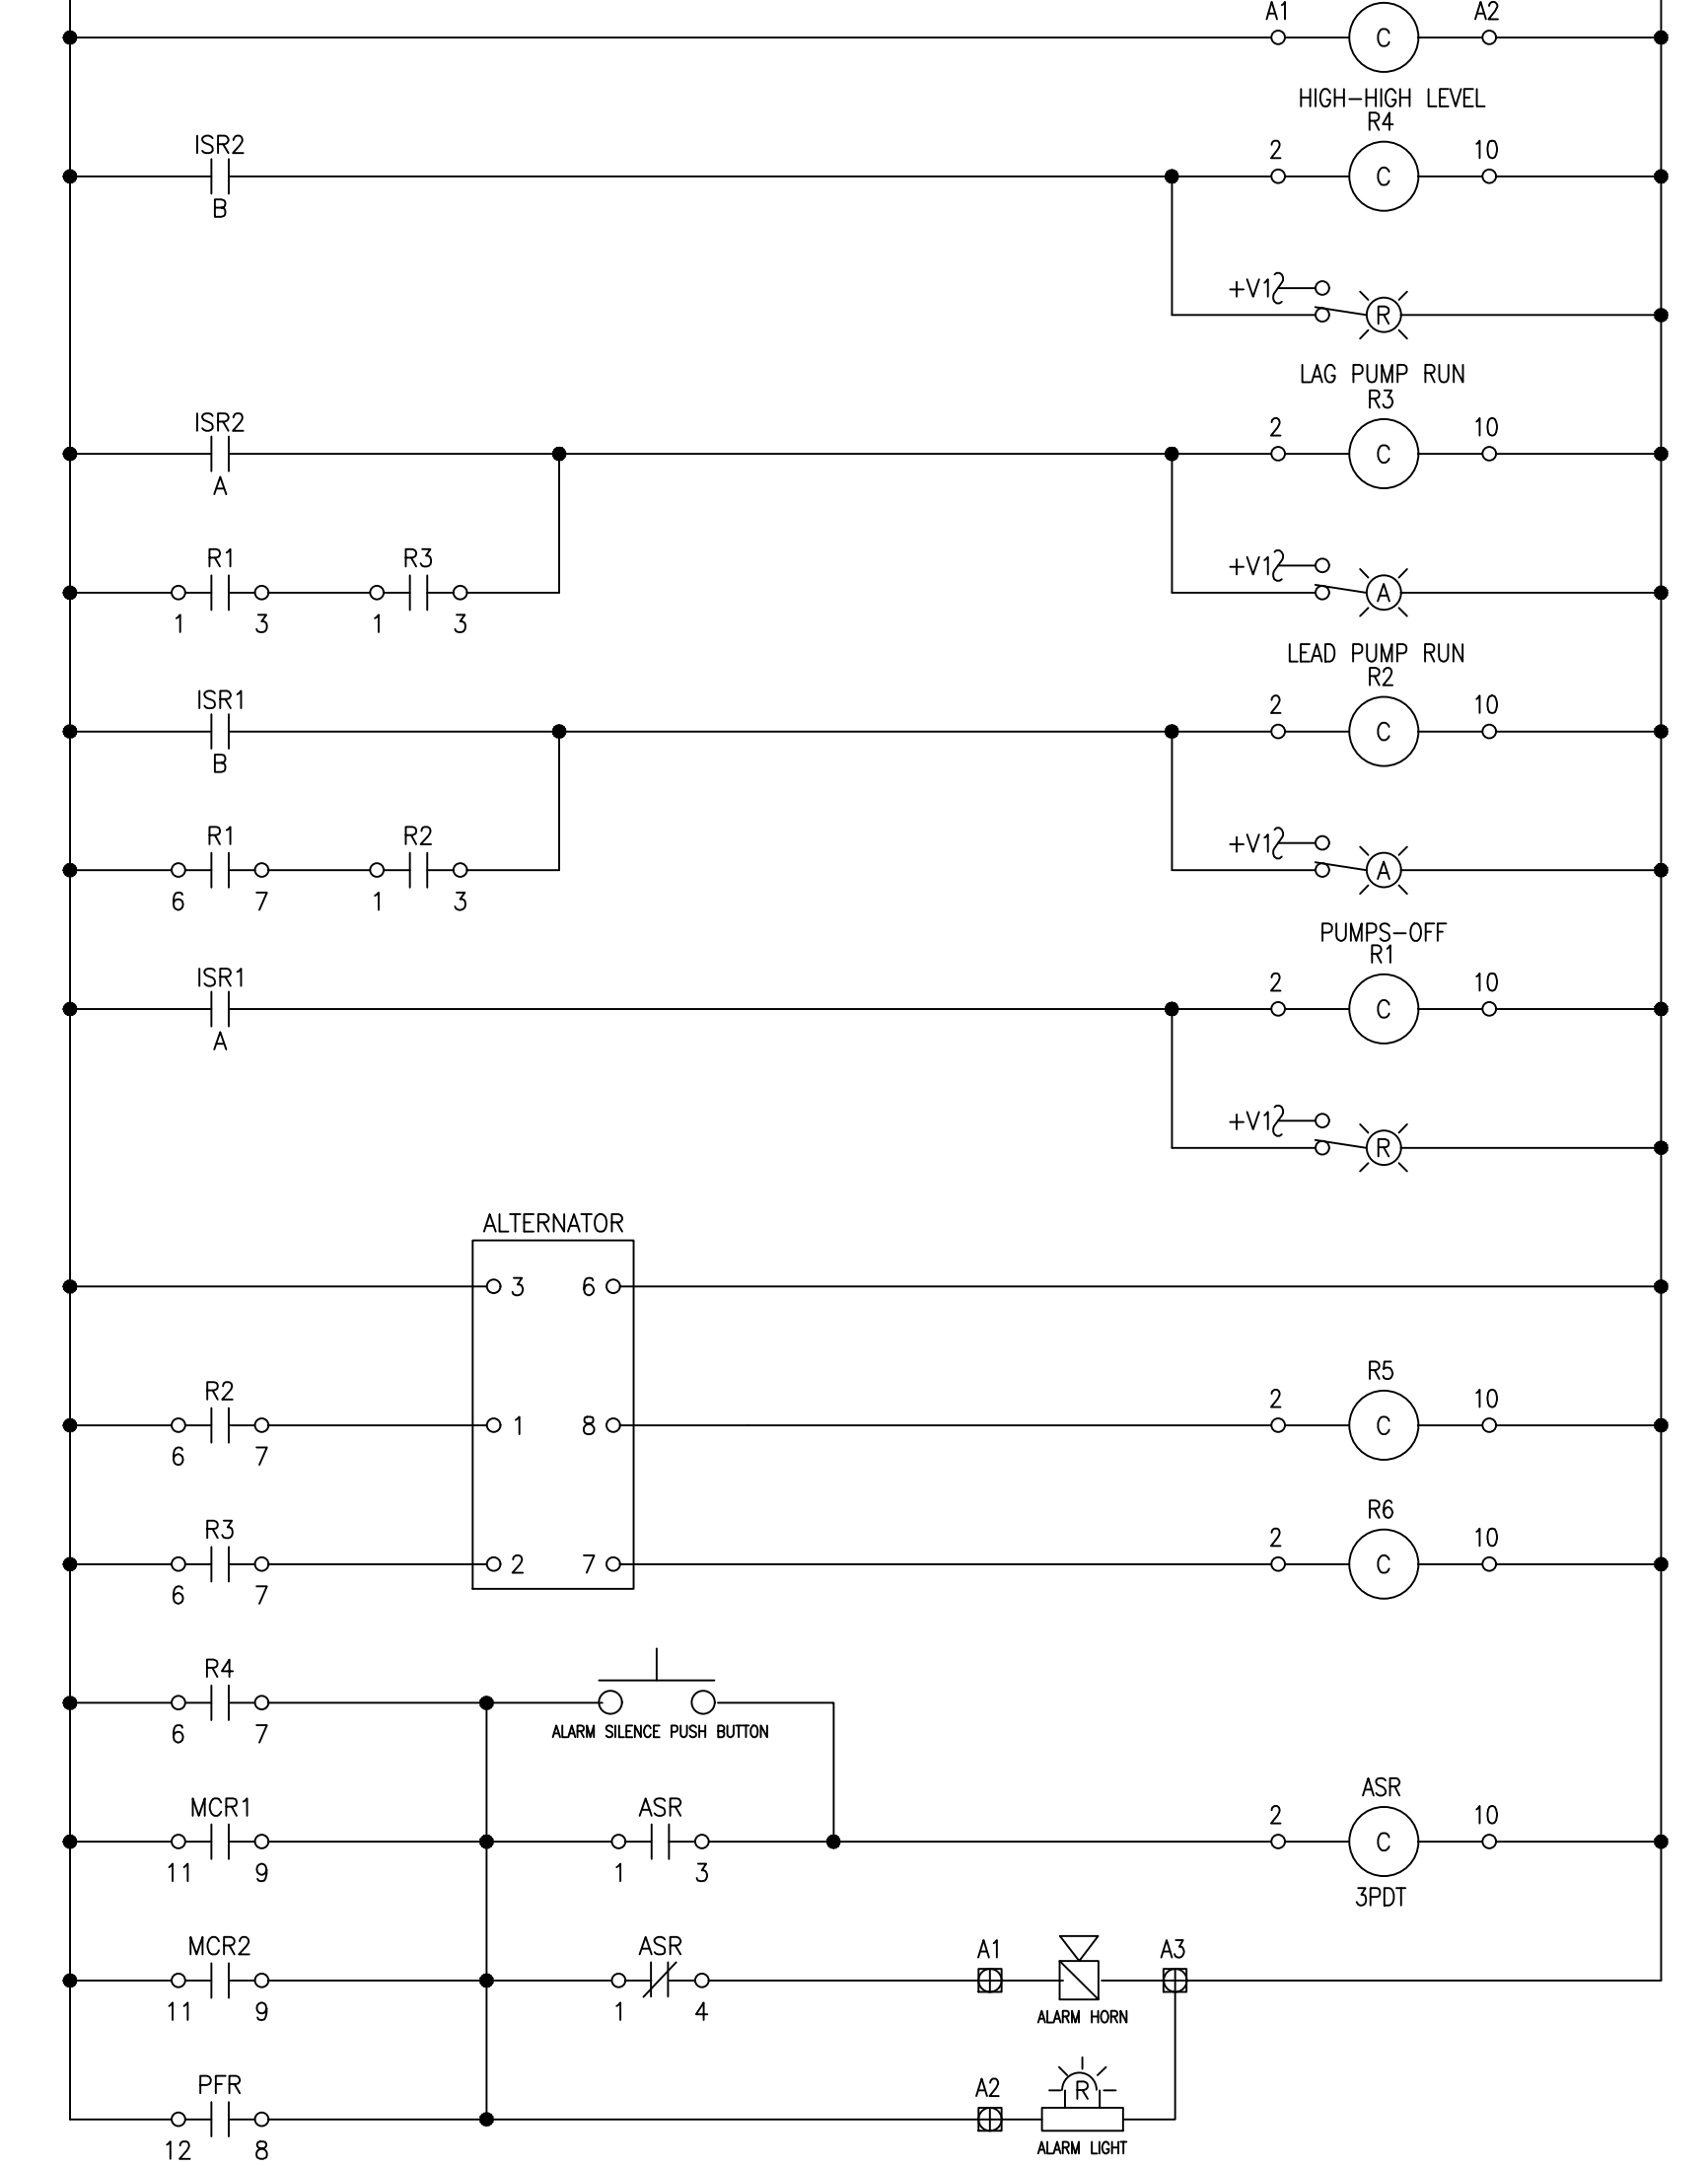 A1 C A2
HIGH-HIGH LEVEL
R4
ISR2 2 C 10
B
+V1
R
LAG PUMP RUN
R3
ISR2 2 C 10
A
R1 R3 +V1
A
1 3 1 3
LEAD PUMP RUN
R2
ISR1 2 C 10
B
R1 R2 +V1
A
6 7 1 3
PUMPS-OFF
R1
ISR1 2 C 10
A
+V1
R
ALTERNATOR
3 6
R5
R2 2 10
1 8 C
6 7
R6
R3 2 10
2 7 C
6 7
R4
6 7 ALARM SILENCE PUSH BUTTON
ASR
MCR1 ASR 2 C 10
11 9 1 3 3PDT
MCR2 ASR A1 A3
11 9 1 4 ALARM HORN
PFR A2 R
12 8 ALARM LIGHT